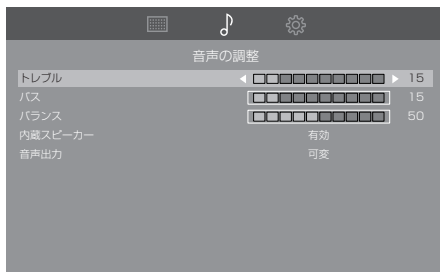 音声の調整
トレブル 15
バス 15
バランス 50
内蔵スピーカー 有効
音声出力 可変